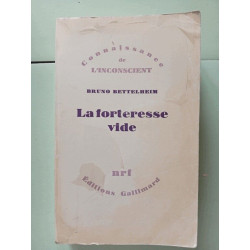 Connaissance
de
L'INCONSCIENT
BRUNO BETTELHEIM
La forteresse
vide
nrf
Éditions Gallimard